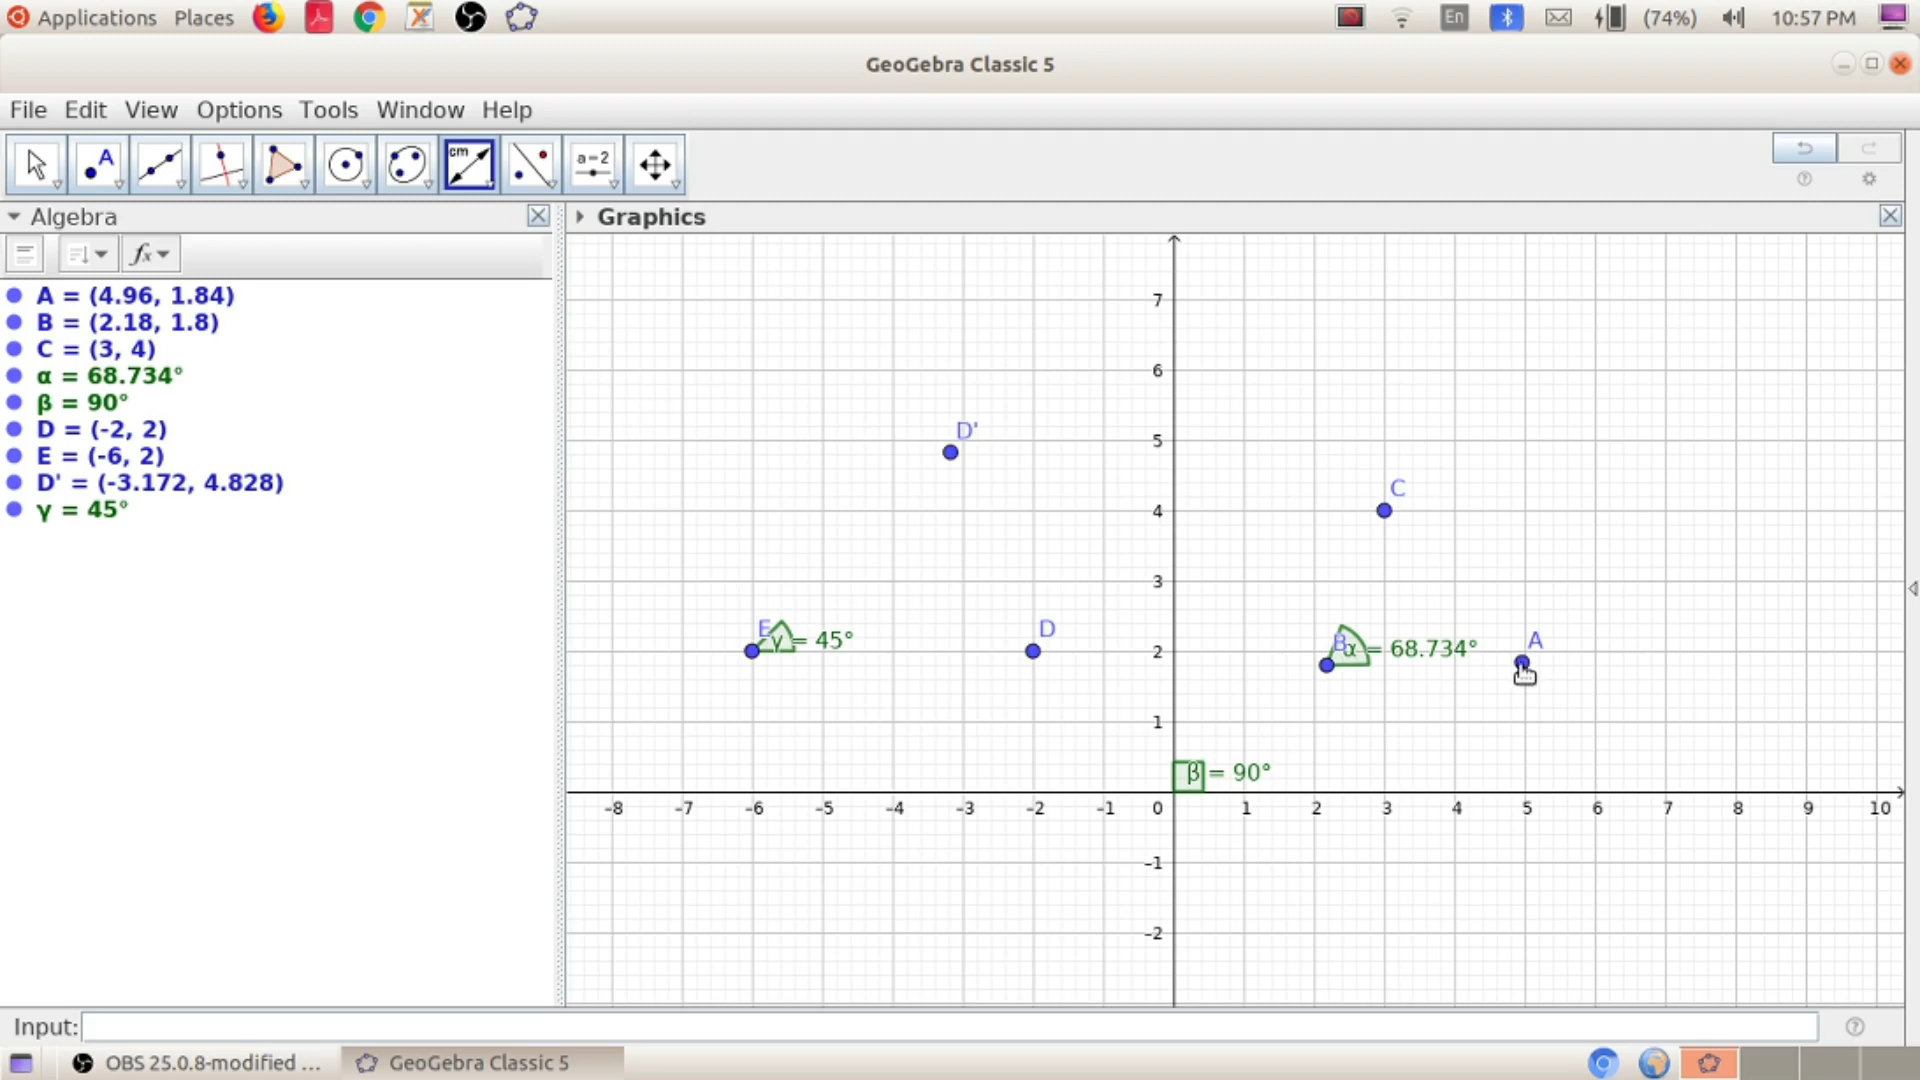 Applications Places En (74%) 10:57 PM
GeoGebra Classic 5
File Edit View Options Tools Window Help
A cm a=2
Algebra
Graphics
fx
A = (4.96, 1.84)
B = (2.18, 1.8)
C = (3, 4)
α = 68.734°
β = 90°
D = (-2, 2)
E = (-6, 2)
D' = (-3.172, 4.828)
γ = 45°
7
6
D'
5
C
4
3
E γ = 45°
D
2
B α = 68.734°
A
1
β = 90°
-8 -7 -6 -5 -4 -3 -2 -1 0 1 2 3 4 5 6 7 8 9 10
-1
-2
Input:
OBS 25.0.8-modified ...
GeoGebra Classic 5